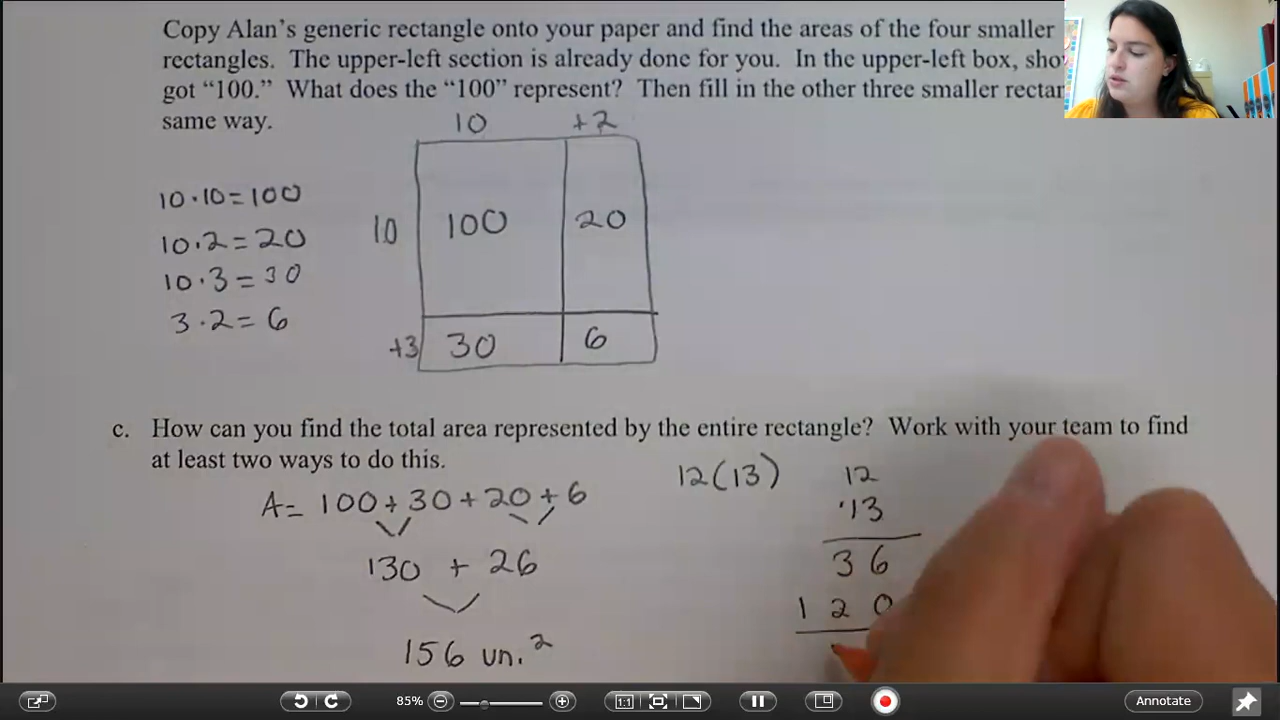 Copy Alan's generic rectangle onto your paper and find the areas of the four smaller
rectangles. The upper-left section is already done for you. In the upper-left box,
got "100." What does the "100" represent? Then fill in the other three smaller
same way.
10 +2
10·10=100
10·2=20
10·3=30
3·2=6
10 100 20
+3 30 6
c. How can you find the total area represented by the entire rectangle? Work with your team to find
at least two ways to do this.
A= 100+30+20+6
130 + 26
156 un.²
12(13)
12
·13
36
120
85%
1:1
Annotate